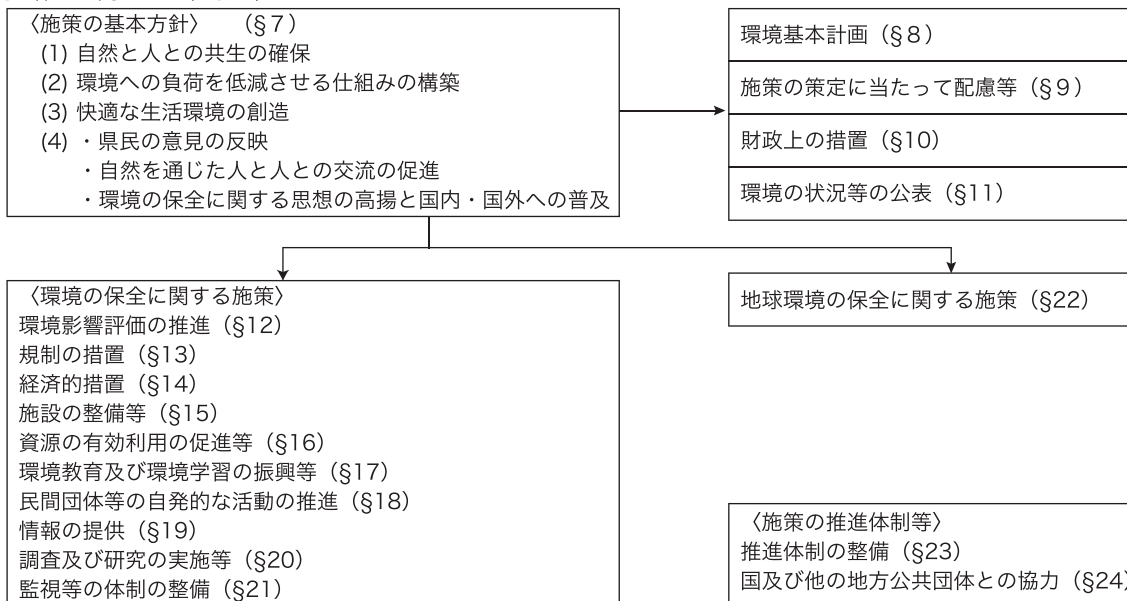 〈施策の基本方針〉 (§7)
(1) 自然と人との共生の確保
(2) 環境への負荷を低減させる仕組みの構築
(3) 快適な生活環境の創造
(4) ・県民の意見の反映
・自然を通じた人と人との交流の促進
・環境の保全に関する思想の高揚と国内・国外への普及
環境基本計画（§8）
施策の策定に当たって配慮等（§9）
財政上の措置（§10）
環境の状況等の公表（§11）
〈環境の保全に関する施策〉
環境影響評価の推進（§12）
規制の措置（§13）
経済的措置（§14）
施設の整備等（§15）
資源の有効利用の促進等（§16）
環境教育及び環境学習の振興等（§17）
民間団体等の自発的な活動の推進（§18）
情報の提供（§19）
調査及び研究の実施等（§20）
監視等の体制の整備（§21）
地球環境の保全に関する施策（§22）
〈施策の推進体制等〉
推進体制の整備（§23）
国及び他の地方公共団体との協力（§24）